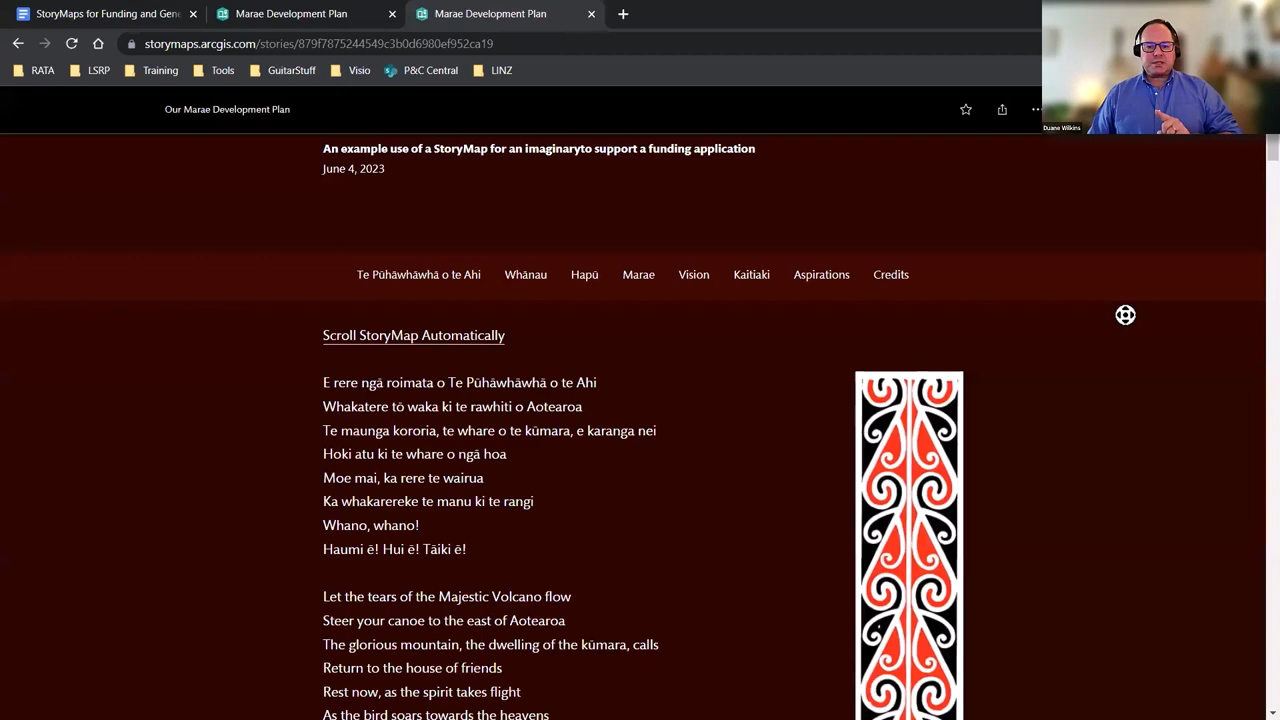 StoryMaps for Funding and Gene
Marae Development Plan
Marae Development Plan
storymaps.arcgis.com/stories/879f7875244549c3b0d6980ef952ca19
RATA
LSRP
Training
Tools
GuitarStuff
Visio
P&C Central
LINZ
Duane Wilkins
Our Marae Development Plan
An example use of a StoryMap for an imaginaryto support a funding application
June 4, 2023
Te Pūhāwhāwhā o te Ahi
Whānau
Hapū
Marae
Vision
Kaitiaki
Aspirations
Credits
Scroll StoryMap Automatically
E rere ngā roimata o Te Pūhāwhāwhā o te Ahi
Whakatere tō waka ki te rawhiti o Aotearoa
Te maunga kororia, te whare o te kūmara, e karanga nei
Hoki atu ki te whare o ngā hoa
Moe mai, ka rere te wairua
Ka whakarereke te manu ki te rangi
Whano, whano!
Haumi ē! Hui ē! Tāiki ē!
Let the tears of the Majestic Volcano flow
Steer your canoe to the east of Aotearoa
The glorious mountain, the dwelling of the kūmara, calls
Return to the house of friends
Rest now, as the spirit takes flight
As the bird soars towards the heavens